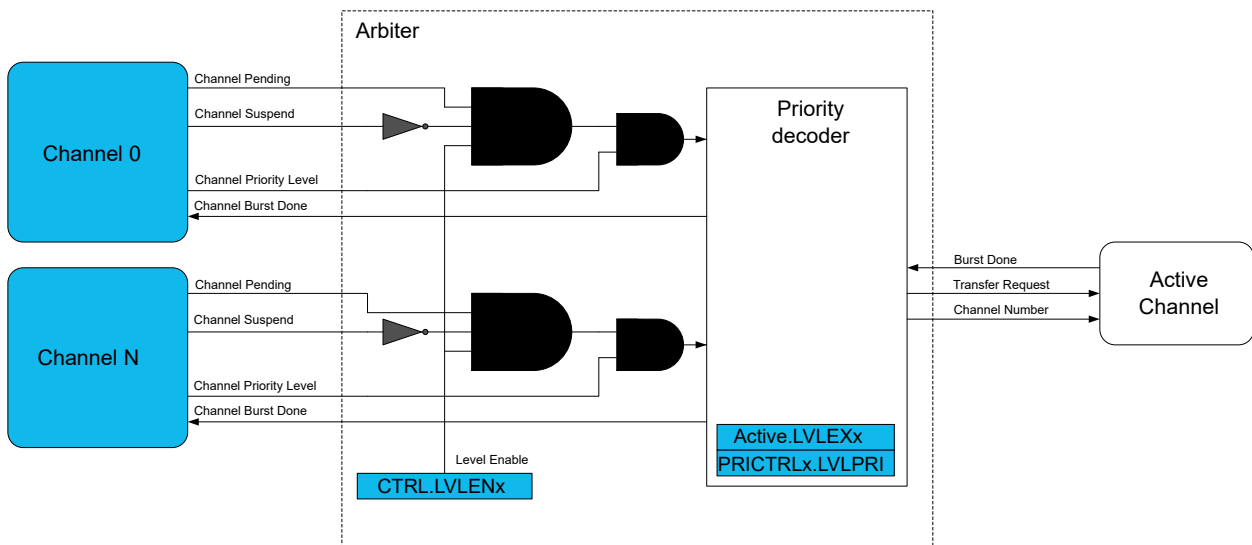 Arbiter
Channel Pending
Channel Suspend
Channel 0
Channel Priority Level
Channel Burst Done
Priority
decoder
Burst Done
Transfer Request
Channel Number
Active
Channel
Channel Pending
Channel Suspend
Channel N
Channel Priority Level
Channel Burst Done
Level Enable
CTRL.LVLENx
Active.LVLEXx
PRICTRLx.LVLPRI